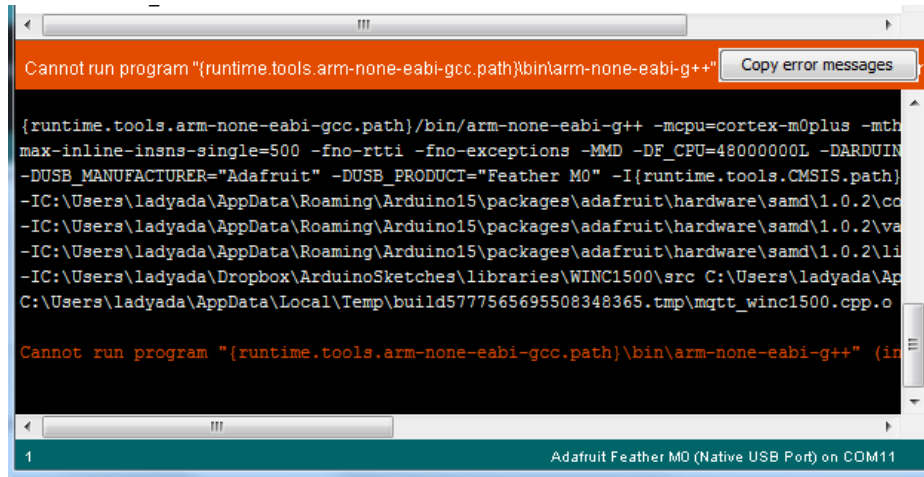 Cannot run program "{runtime.tools.arm-none-eabi-gcc.path}\bin\arm-none-eabi-g++" Copy error messages
{runtime.tools.arm-none-eabi-gcc.path}/bin/arm-none-eabi-g++ -mcpu=cortex-m0plus -mth
max-inline-insns-single=500 -fno-rtti -fno-exceptions -MMD -DF_CPU=48000000L -DARDUIN
-DUSB_MANUFACTURER="Adafruit" -DUSB_PRODUCT="Feather M0" -I{runtime.tools.CMSIS.path}
-IC:\Users\ladyada\AppData\Roaming\Arduino15\packages\adafruit\hardware\samd\1.0.2\co
-IC:\Users\ladyada\AppData\Roaming\Arduino15\packages\adafruit\hardware\samd\1.0.2\va
-IC:\Users\ladyada\AppData\Roaming\Arduino15\packages\adafruit\hardware\samd\1.0.2\li
-IC:\Users\ladyada\Dropbox\ArduinoSketches\libraries\WINC1500\src C:\Users\ladyada\Ap
C:\Users\ladyada\AppData\Local\Temp\build5777565695508348365.tmp\mqtt_winc1500.cpp.o
Cannot run program "{runtime.tools.arm-none-eabi-gcc.path}\bin\arm-none-eabi-g++" (in
1 Adafruit Feather M0 (Native USB Port) on COM11